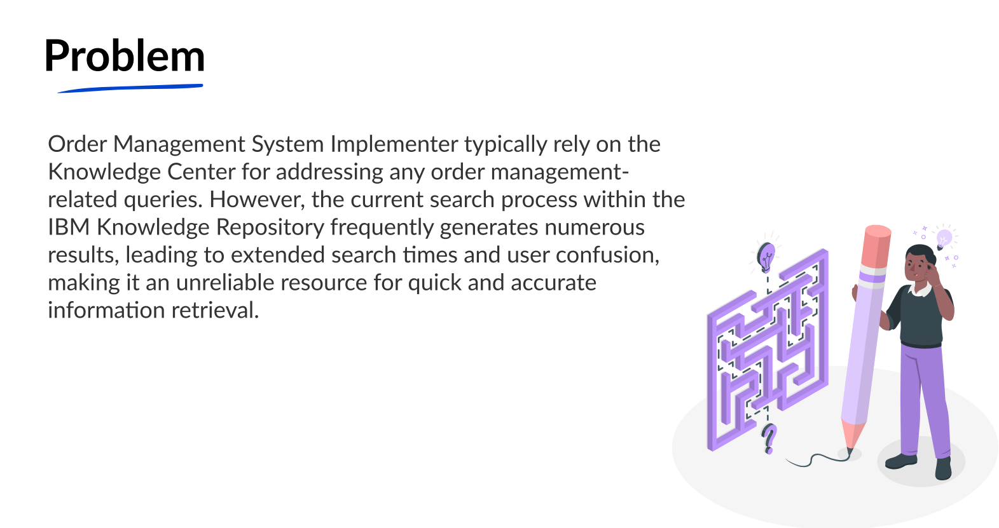 Problem
Order Management System Implementer typically rely on the
Knowledge Center for addressing any order management-
related queries. However, the current search process within the
IBM Knowledge Repository frequently generates numerous
results, leading to extended search times and user confusion,
making it an unreliable resource for quick and accurate
information retrieval.
?